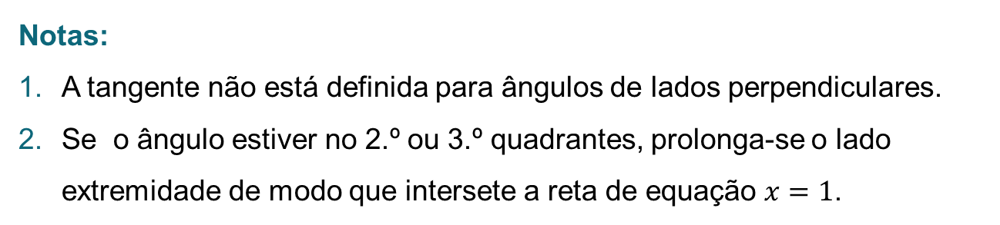 Notas:
1. A tangente não está definida para ângulos de lados perpendiculares.
2. Se o ângulo estiver no 2.º ou 3.º quadrantes, prolonga-se o lado
extremidade de modo que intersete a reta de equação x = 1.